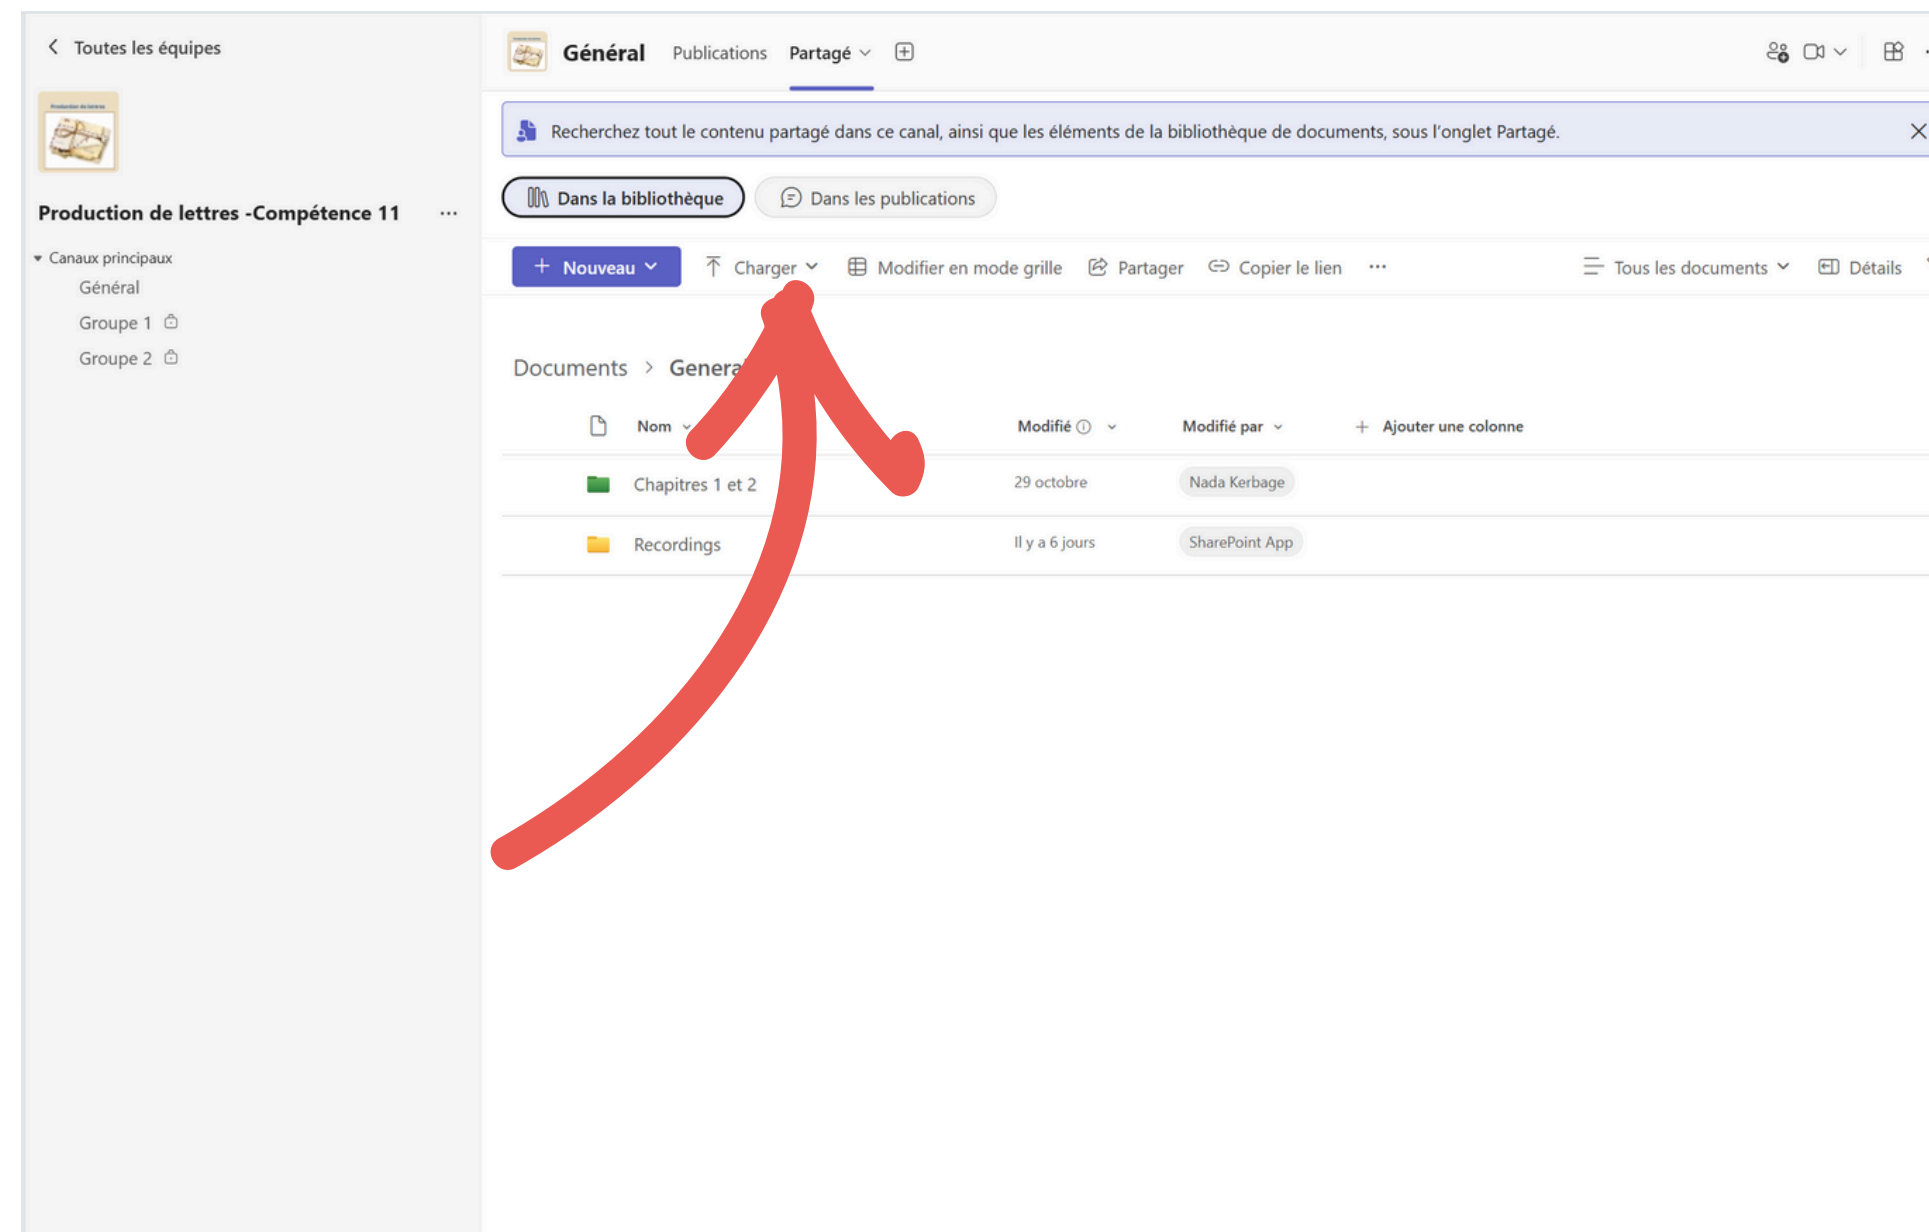 Toutes les équipes
Production de lettres -Compétence 11
Canaux principaux
Général
Groupe 1
Groupe 2
Général Publications Partagé
Recherchez tout le contenu partagé dans ce canal, ainsi que les éléments de la bibliothèque de documents, sous l'onglet Partagé.
Dans la bibliothèque Dans les publications
+ Nouveau Charger Modifier en mode grille Partager Copier le lien ... Tous les documents Détails
Documents >
Nom Modifié Modifié par + Ajouter une colonne
Chapitres 1 et 2 29 octobre Nada Kerbage
Recordings Il y a 6 jours SharePoint App